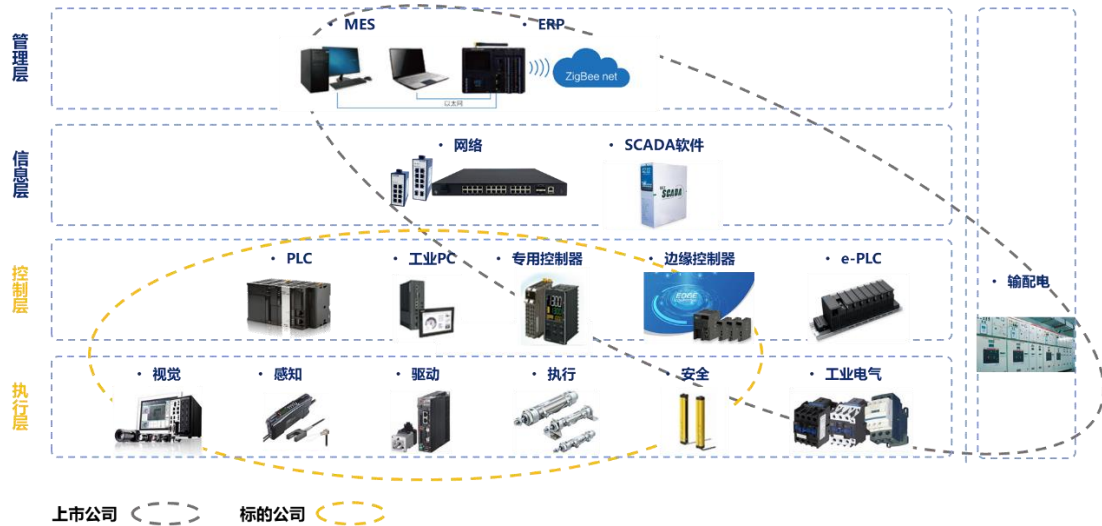 管理层
MES
ERP
ZigBee net
以太网
信息层
网络
SCADA软件
SCADA
控制层
PLC
工业PC
专用控制器
边缘控制器
e-PLC
EDGE
输配电
执行层
视觉
感知
驱动
执行
安全
工业电气
上市公司
标的公司